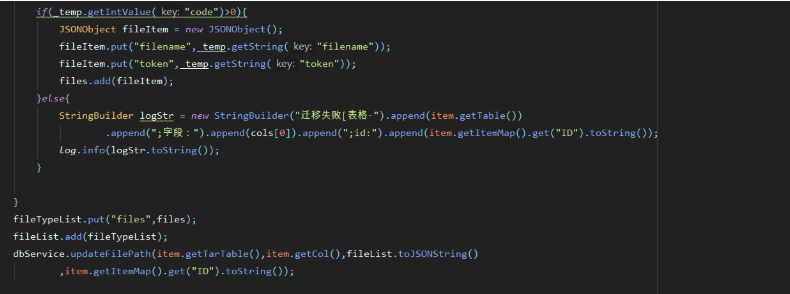 if(_temp.getIntValue( key: "code")>0){
JSONObject fileItem = new JSONObject();
fileItem.put("filename",_temp.getString( key: "filename"));
fileItem.put("token",_temp.getString( key: "token"));
files.add(fileItem);
}else{
StringBuilder logStr = new StringBuilder("迁移失败[表格-").append(item.getTable())
.append(";字段：").append(cols[0]).append(";id:").append(item.getItemMap().get("ID").toString());
Log.info(logStr.toString());
}
}
fileTypeList.put("files",files);
fileList.add(fileTypeList);
dbService.updateFilePath(item.getTarTable(),item.getCol(),fileList.toJSONString()
,item.getItemMap().get("ID").toString());